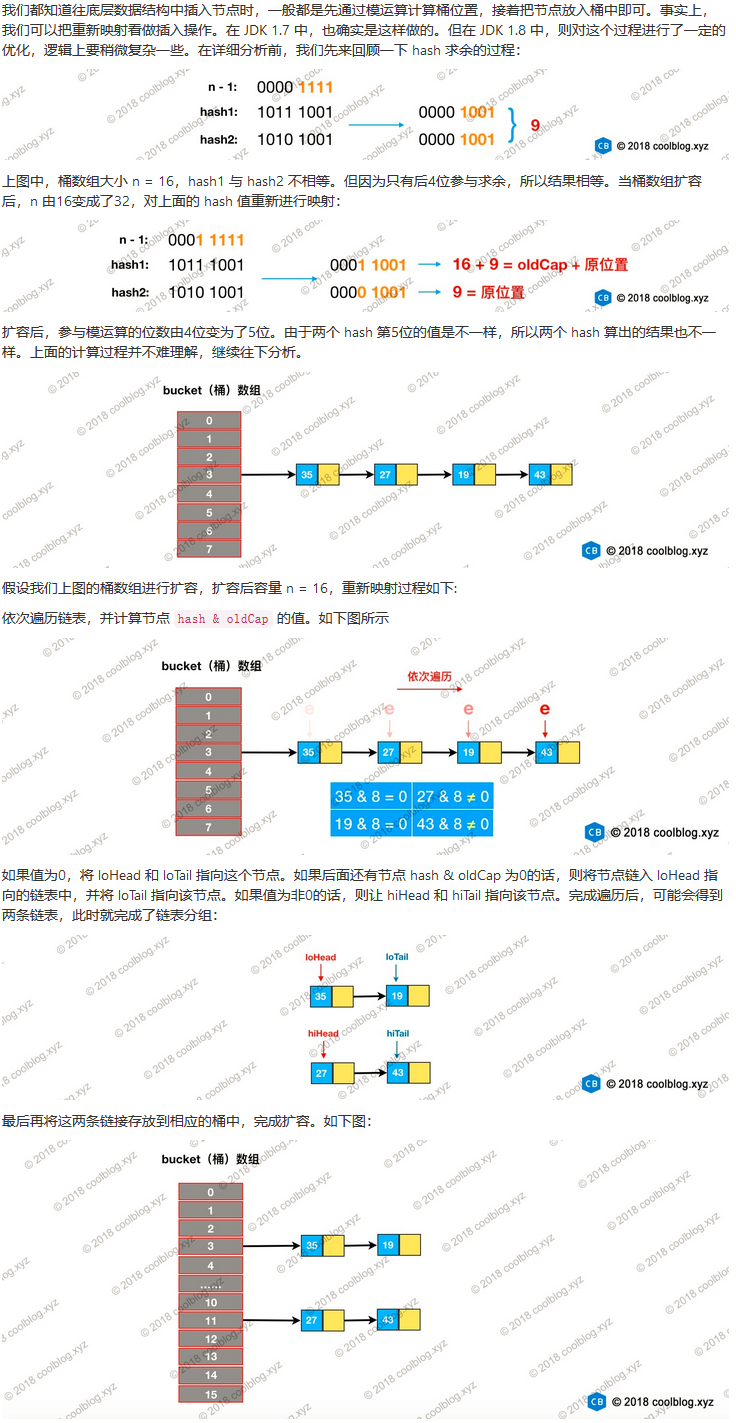 我们都知道往底层数据结构中插入节点时，一般都是先通过模运算计算桶位置，接着把节点放入桶中即可。事实上，
我们可以把重新映射看做插入操作。在 JDK 1.7 中，也确实是这样做的。但在 JDK 1.8 中，则对这个过程进行了一定的
优化，逻辑上要稍微复杂一些。在详细分析前，我们先来回顾一下 hash 求余的过程：
n - 1: 0000 1111
hash1: 1011 1001 0000 1001
hash2: 1010 1001 0000 1001
9
CB © 2018 coolblog.xyz
上图中，桶数组大小 n = 16，hash1 与 hash2 不相等。但因为只有后4位参与求余，所以结果相等。当桶数组扩容
后，n 由16变成了32，对上面的 hash 值重新进行映射：
n - 1: 0001 1111
hash1: 1011 1001 0001 1001 16 + 9 = oldCap + 原位置
hash2: 1010 1001 0000 1001 9 = 原位置
CB © 2018 coolblog.xyz
扩容后，参与模运算的位数由4位变为了5位。由于两个 hash 第5位的值是不一样，所以两个 hash 算出的结果也不一
样。上面的计算过程并不难理解，继续往下分析。
bucket（桶）数组
0
1
2
3 35 27 19 43
4
5
6
7
CB © 2018 coolblog.xyz
假设我们上图的桶数组进行扩容，扩容后容量 n = 16，重新映射过程如下:
依次遍历链表，并计算节点 hash & oldCap 的值。如下图所示
bucket（桶）数组
依次遍历
e e e e
0
1
2
3 35 27 19 43
4
5
6
7
35 & 8 = 0 27 & 8 ≠ 0
19 & 8 = 0 43 & 8 ≠ 0
CB © 2018 coolblog.xyz
如果值为0，将 loHead 和 loTail 指向这个节点。如果后面还有节点 hash & oldCap 为0的话，则将节点链入 loHead 指
向的链表中，并将 loTail 指向该节点。如果值为非0的话，则让 hiHead 和 hiTail 指向该节点。完成遍历后，可能会得到
两条链表，此时就完成了链表分组：
loHead loTail
35 19
hiHead hiTail
27 43
CB © 2018 coolblog.xyz
最后再将这两条链接存放到相应的桶中，完成扩容。如下图：
bucket（桶）数组
0
1
2
3 35 19
4
......
10
11 27 43
12
13
14
15
CB © 2018 coolblog.xyz